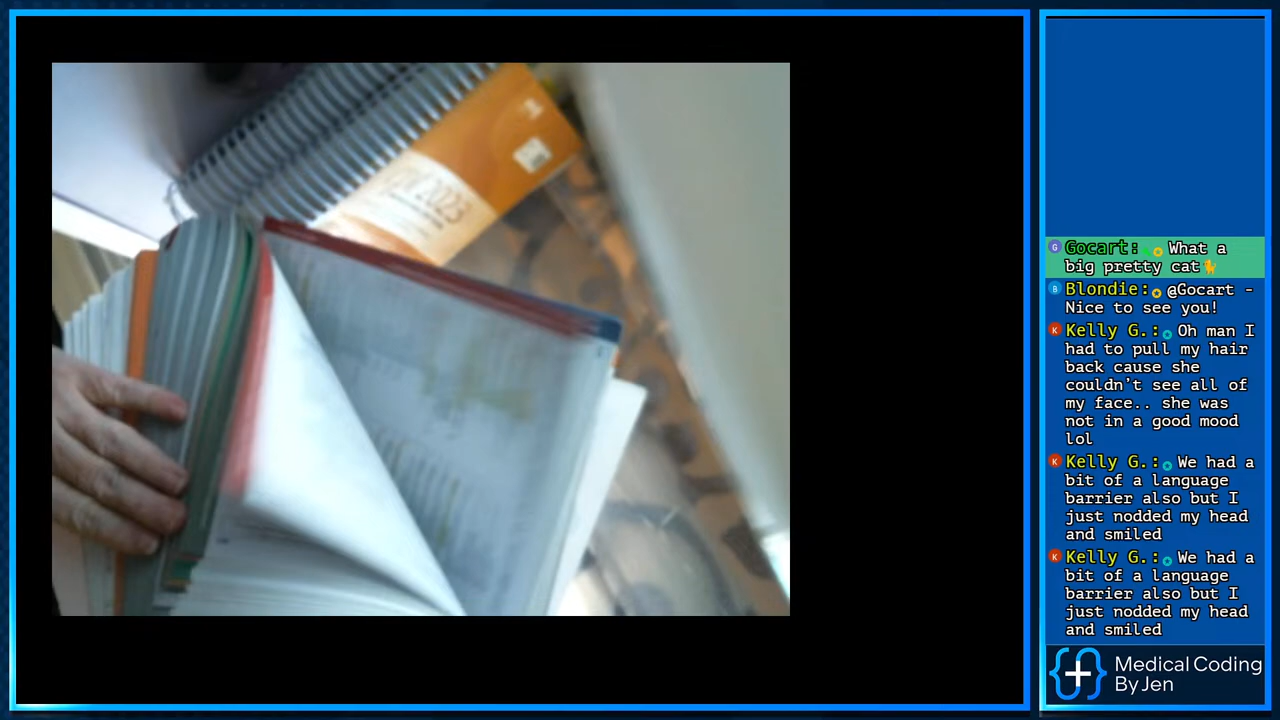 2023
Gocart: What a
big pretty cat
Blondie: @Gocart -
Nice to see you!
Kelly G.: Oh man I
had to pull my hair
back cause she
couldn't see all of
my face.. she was
not in a good mood
lol
Kelly G.: We had a
bit of a language
barrier also but I
just nodded my head
and smiled
Kelly G.: We had a
bit of a language
barrier also but I
just nodded my head
and smiled
Medical Coding
By Jen